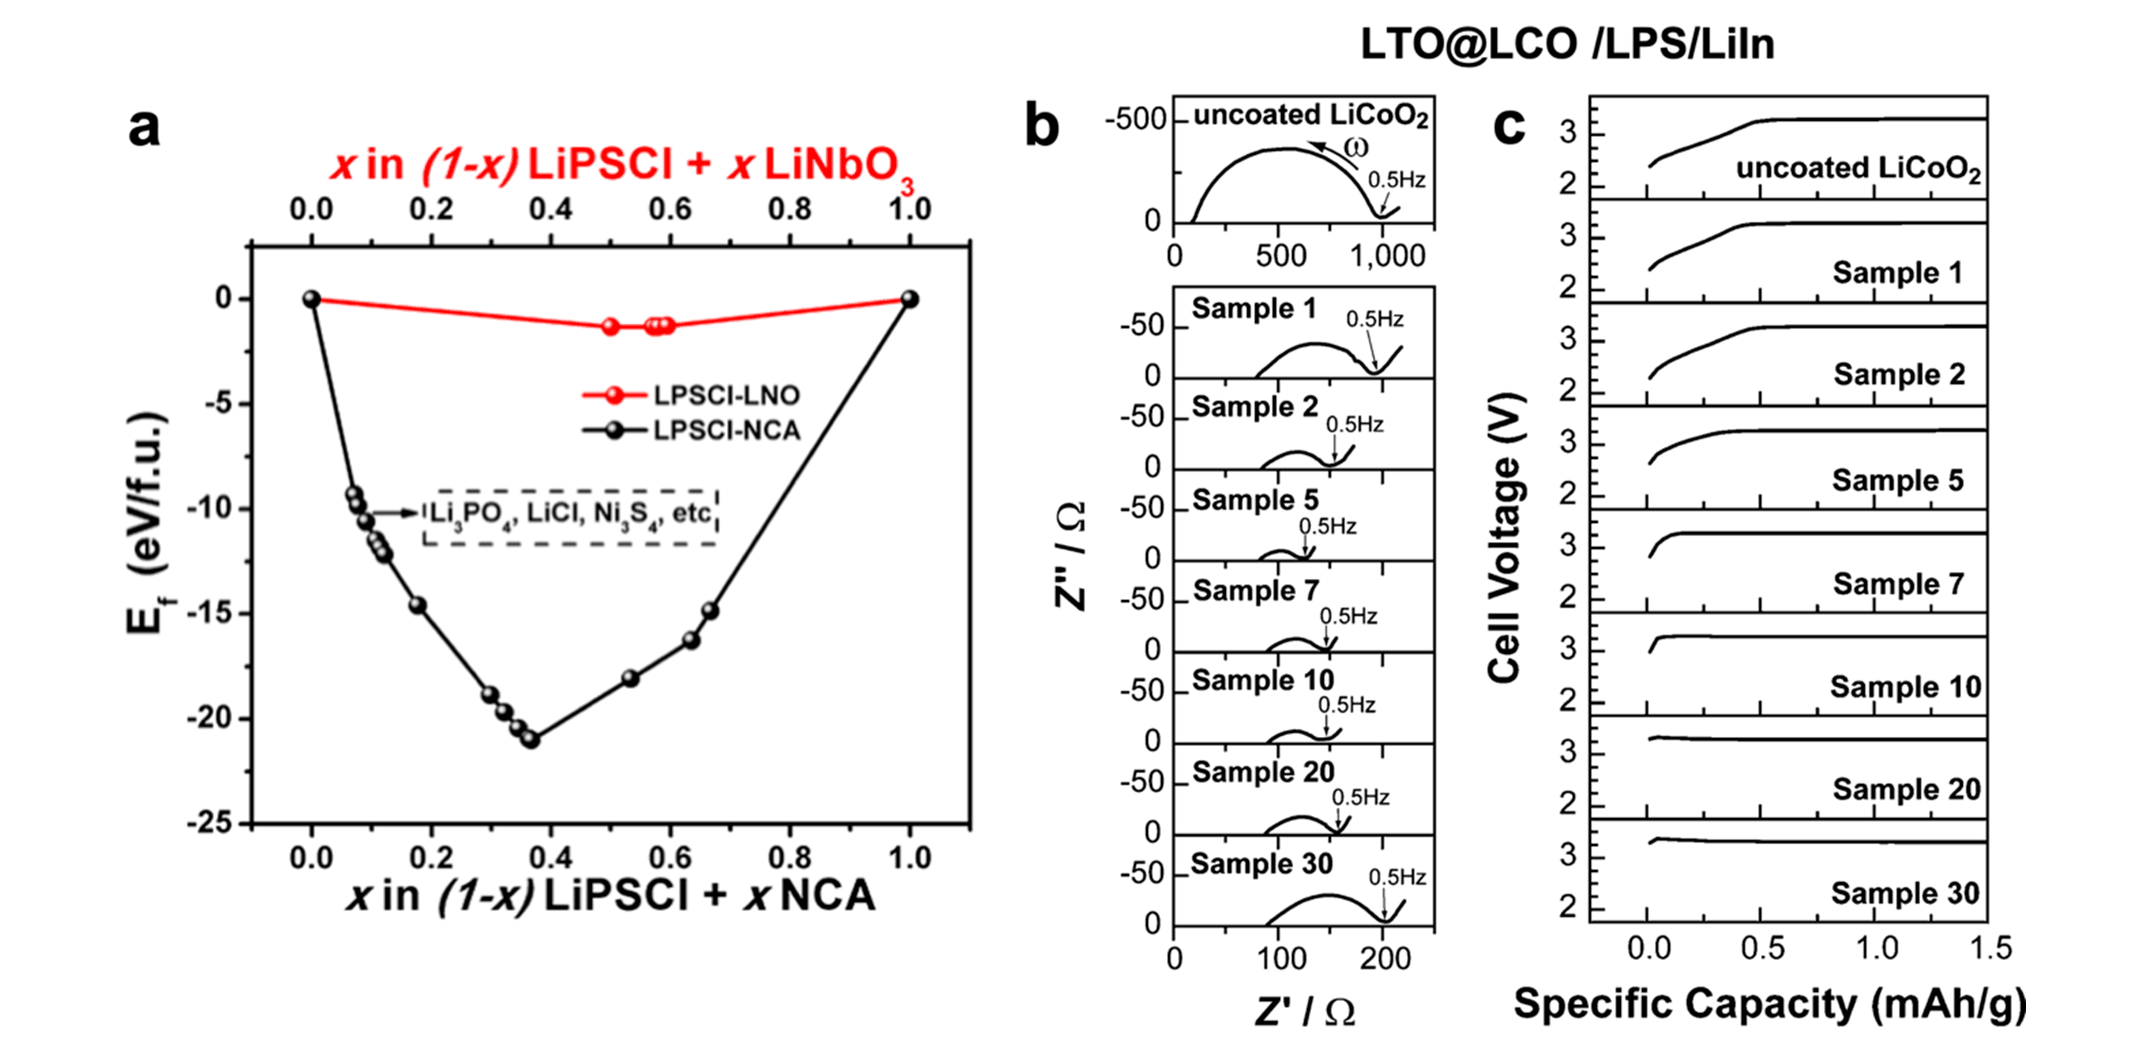 LTO@LCO /LPS/LiIn
a
x in (1-x) LiPSCl + x LiNbO3
0.0 0.2 0.4 0.6 0.8 1.0
0
-5
-10
-15
-20
-25
Ef (eV/f.u.)
LPSCl-LNO
LPSCl-NCA
Li3PO4, LiCl, Ni3S4, etc
0.0 0.2 0.4 0.6 0.8 1.0
x in (1-x) LiPSCl + x NCA
b
-500
0
uncoated LiCoO2
ω
0.5Hz
0 500 1,000
Z'' / Ω
-50
0
Sample 1
0.5Hz
-50
0
Sample 2
0.5Hz
-50
0
Sample 5
0.5Hz
-50
0
Sample 7
0.5Hz
-50
0
Sample 10
0.5Hz
-50
0
Sample 20
0.5Hz
-50
0
Sample 30
0.5Hz
0 100 200
Z' / Ω
c
Cell Voltage (V)
3
2
uncoated LiCoO2
3
2
Sample 1
3
2
Sample 2
3
2
Sample 5
3
2
Sample 7
3
2
Sample 10
3
2
Sample 20
3
2
Sample 30
0.0 0.5 1.0 1.5
Specific Capacity (mAh/g)